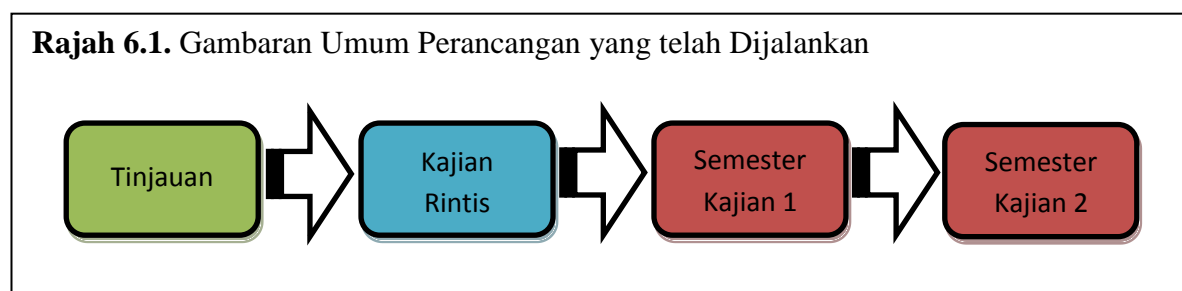 Rajah 6.1. Gambaran Umum Perancangan yang telah Dijalankan
Tinjauan
Kajian
Rintis
Semester
Kajian 1
Semester
Kajian 2